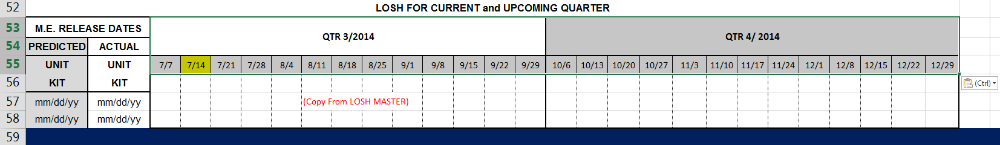 52 LOSH FOR CURRENT and UPCOMING QUARTER
53 M.E. RELEASE DATES
QTR 3/2014 QTR 4/ 2014
54 PREDICTED ACTUAL
55 UNIT UNIT 7/7 7/14 7/21 7/28 8/4 8/11 8/18 8/25 9/1 9/8 9/15 9/22 9/29 10/6 10/13 10/20 10/27 11/3 11/10 11/17 11/24 12/1 12/8 12/15 12/22 12/29
56 KIT KIT (Ctrl)
57 mm/dd/yy mm/dd/yy (Copy From LOSH MASTER)
58 mm/dd/yy mm/dd/yy
59